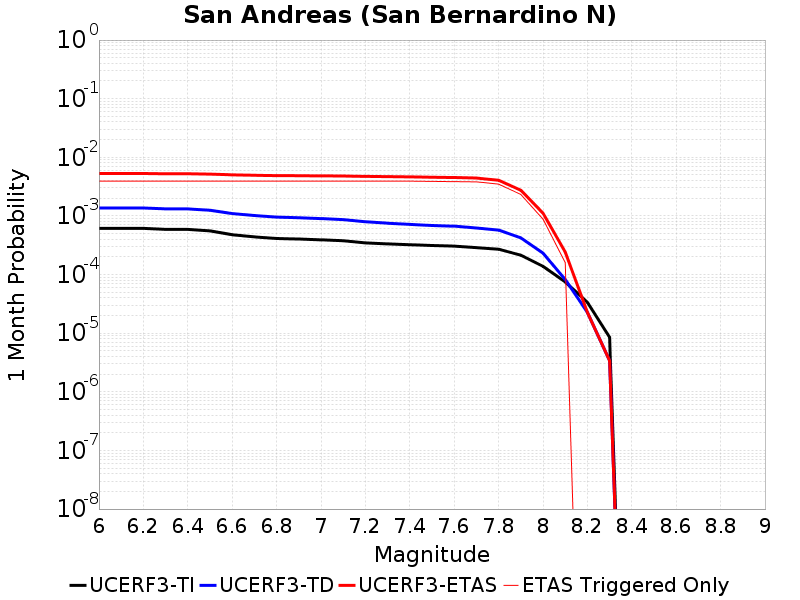 San Andreas (San Bernardino N)
1 Month Probability
10^0
10^-1
10^-2
10^-3
10^-4
10^-5
10^-6
10^-7
10^-8
6 6.2 6.4 6.6 6.8 7 7.2 7.4 7.6 7.8 8 8.2 8.4 8.6 8.8 9
Magnitude
UCERF3-TI UCERF3-TD UCERF3-ETAS ETAS Triggered Only